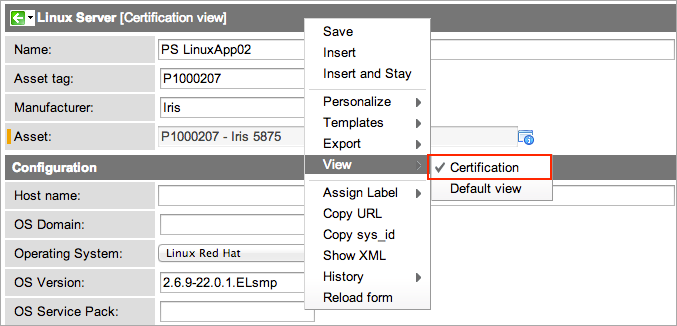 Linux Server [Certification view]
Name:
PS LinuxApp02
Asset tag:
P1000207
Manufacturer:
Iris
Asset:
P1000207 - Iris 5875
Configuration
Host name:
OS Domain:
Operating System:
Linux Red Hat
OS Version:
2.6.9-22.0.1.ELsmp
OS Service Pack:
Save
Insert
Insert and Stay
Personalize
Templates
Export
View
Assign Label
Copy URL
Copy sys_id
Show XML
History
Reload form
Certification
Default view